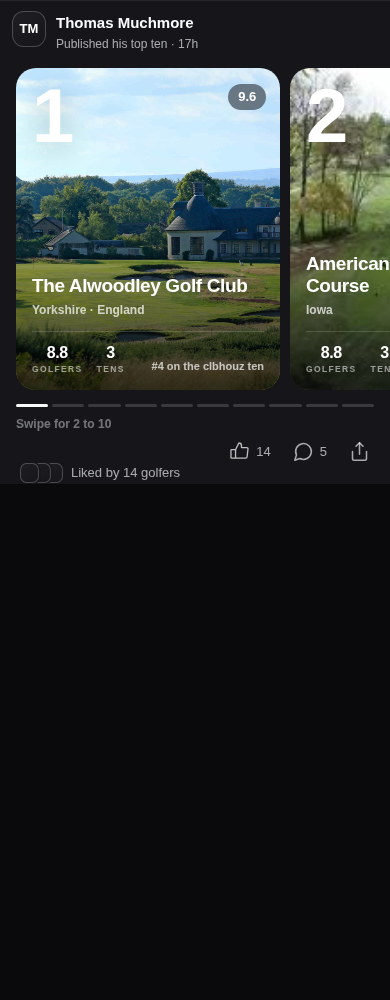 TM
Thomas Muchmore
Published his top ten · 17h
1
9.6
The Alwoodley Golf Club
Yorkshire · England
8.8
GOLFERS
3
TENS
#4 on the clbhouz ten
2
American
Course
Iowa
8.8
GOLFERS
3
TEN
Swipe for 2 to 10
14
5
Liked by 14 golfers